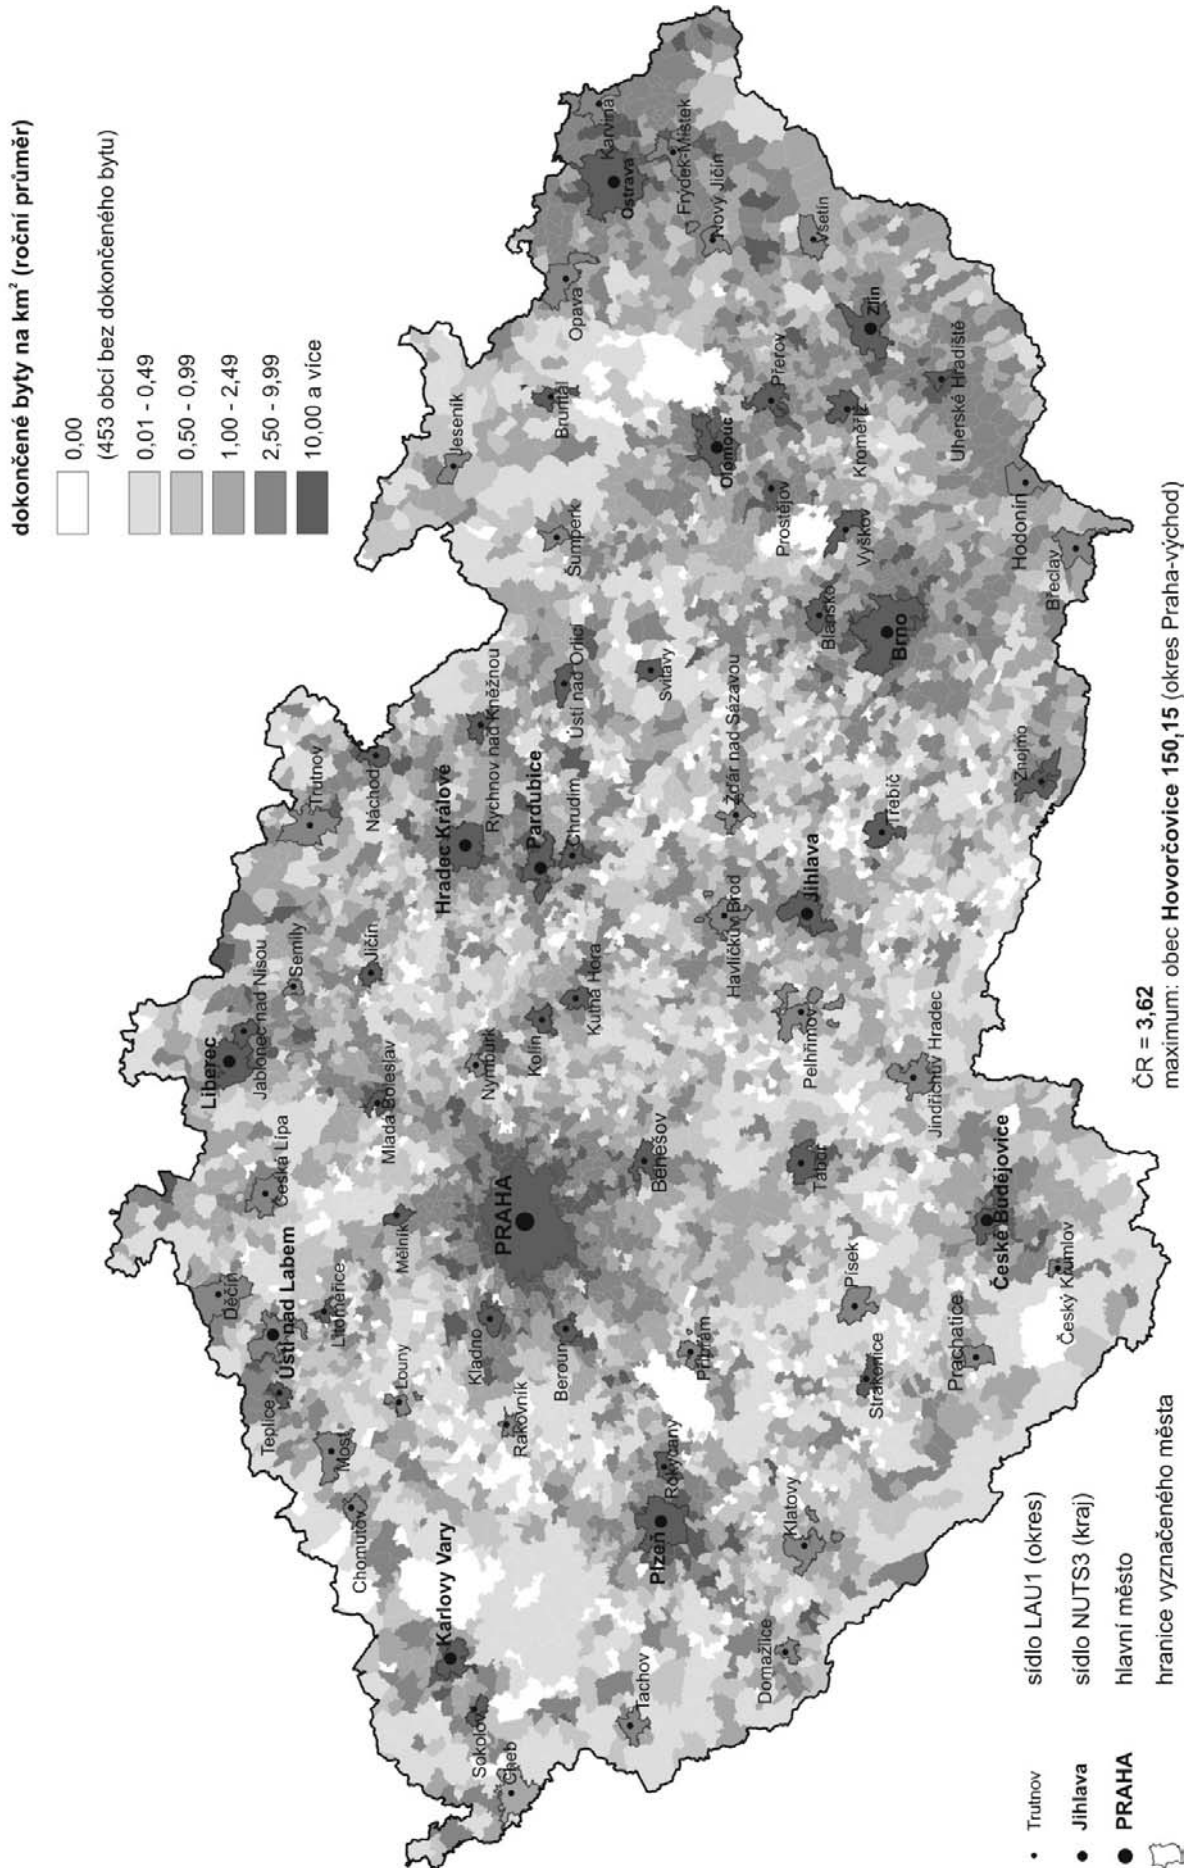 dokončené byty na km² (roční průměr)
0,00
(453 obcí bez dokončeného bytu)
0,01 - 0,49
0,50 - 0,99
1,00 - 2,49
2,50 - 9,99
10,00 a více
Liberec
Jablonec nad Nisou
Česká Lípa
Děčín
Ústí nad Labem
Teplice
Litoměřice
Most
Chomutov
Louny
Mělník
Mladá Boleslav
Semily
Jičín
Trutnov
Náchod
Hradec Králové
Rychnov nad Kněžnou
Pardubice
Chrudim
Ústí nad Orlicí
Svitavy
Jeseník
Šumperk
Bruntál
Opava
Ostrava
Karviná
Frýdek-Místek
Nový Jičín
Vsetín
Zlín
Přerov
Olomouc
Kroměříž
Prostějov
Uherské Hradiště
Vyškov
Hodonín
Břeclav
Blansko
Brno
Znojmo
Žďár nad Sázavou
Třebíč
Jihlava
Havlíčkův Brod
Pelhřimov
Jindřichův Hradec
Kutná Hora
Kolín
Nymburk
PRAHA
Kladno
Beroun
Rakovník
Benešov
Příbram
Tábor
Písek
Strakonice
České Budějovice
Český Krumlov
Prachatice
Karlovy Vary
Sokolov
Cheb
Tachov
Plzeň
Rokycany
Klatovy
Domažlice
Trutnov sídlo LAU1 (okres)
Jihlava sídlo NUTS3 (kraj)
PRAHA hlavní město
hranice vyznačeného města
ČR = 3,62
maximum: obec Hovorčovice 150,15 (okres Praha-východ)